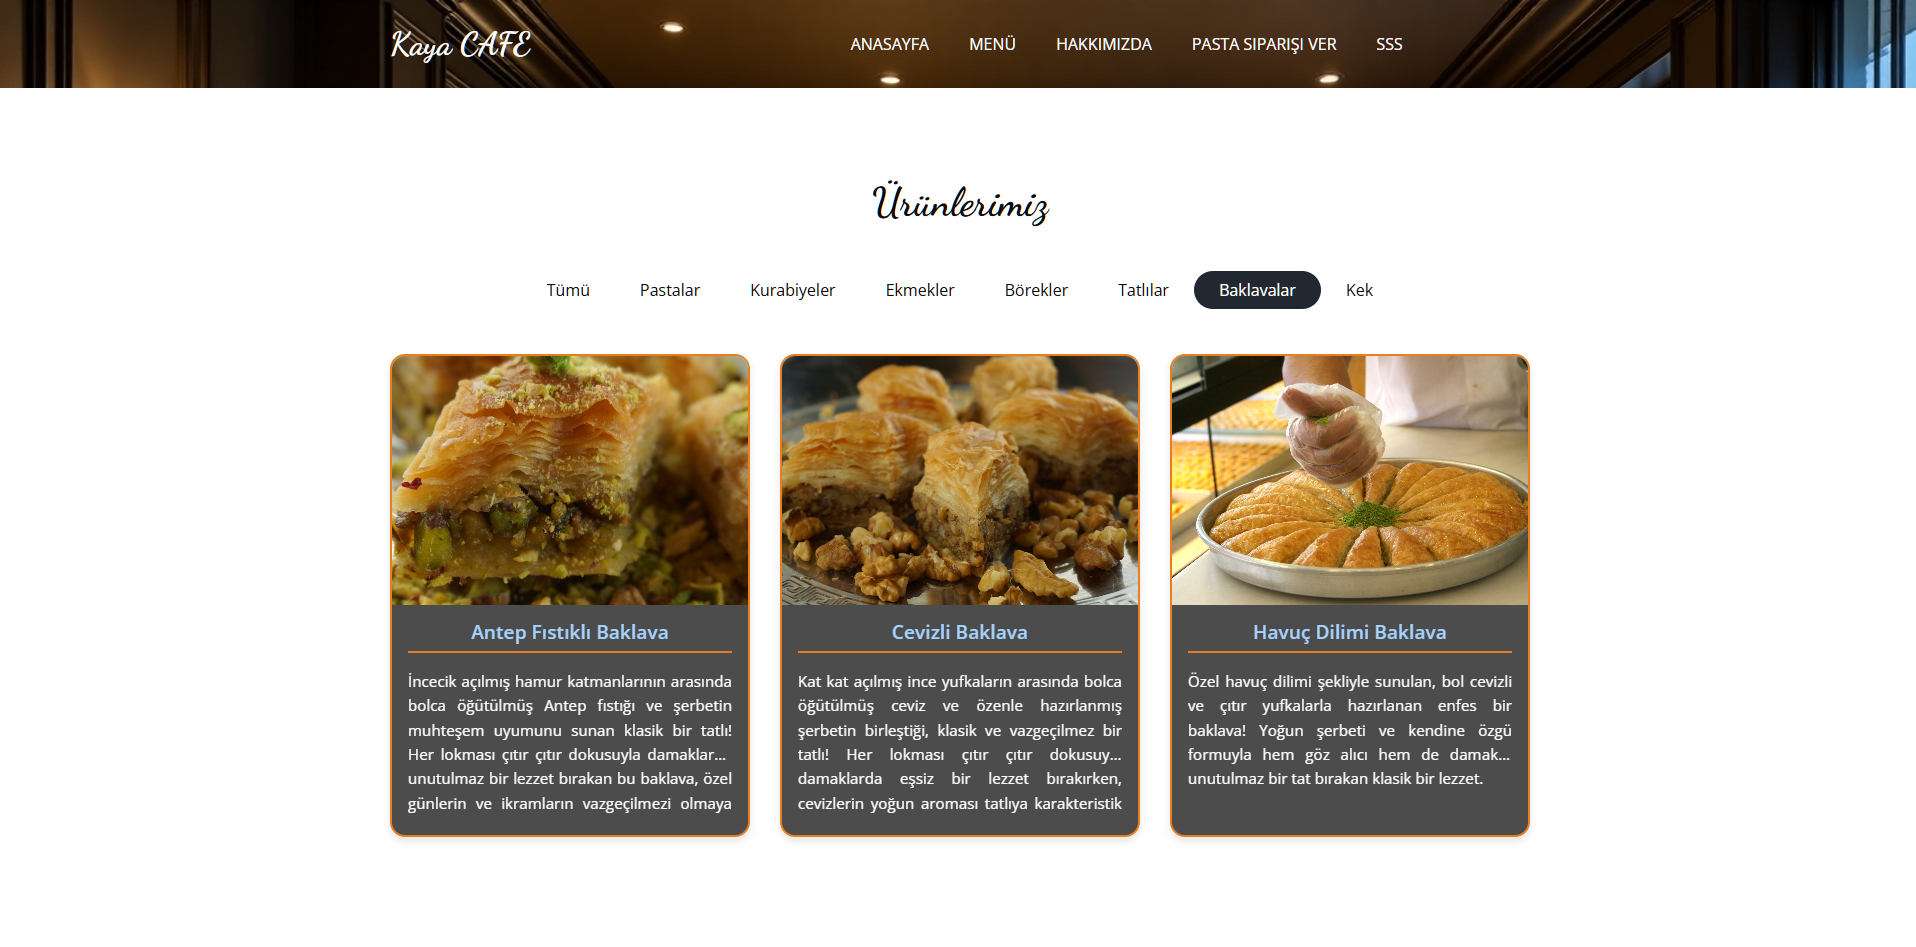 Kaya CAFE
ANASAYFA MENÜ HAKKIMIZDA PASTA SIPARIŞI VER SSS
Ürünlerimiz
Tümü Pastalar Kurabiyeler Ekmekler Börekler Tatlılar Baklavalar Kek
Antep Fıstıklı Baklava
İncecik açılmış hamur katmanlarının arasında
bolca öğütülmüş Antep fıstığı ve şerbetin
muhteşem uyumunu sunan klasik bir tatlı!
Her lokması çıtır çıtır dokusuyla damaklar...
unutulmaz bir lezzet bırakan bu baklava, özel
günlerin ve ikramların vazgeçilmezi olmaya
Cevizli Baklava
Kat kat açılmış ince yufkaların arasında bolca
öğütülmüş ceviz ve özenle hazırlanmış
şerbetin birleştiği, klasik ve vazgeçilmez bir
tatlı! Her lokması çıtır çıtır dokusuy...
damaklarda eşsiz bir lezzet bırakırken,
cevizlerin yoğun aroması tatlıya karakteristik
Havuç Dilimi Baklava
Özel havuç dilimi şekliyle sunulan, bol cevizli
ve çıtır yufkalarla hazırlanan enfes bir
baklava! Yoğun şerbeti ve kendine özgü
formuyla hem göz alıcı hem de damak...
unutulmaz bir tat bırakan klasik bir lezzet.